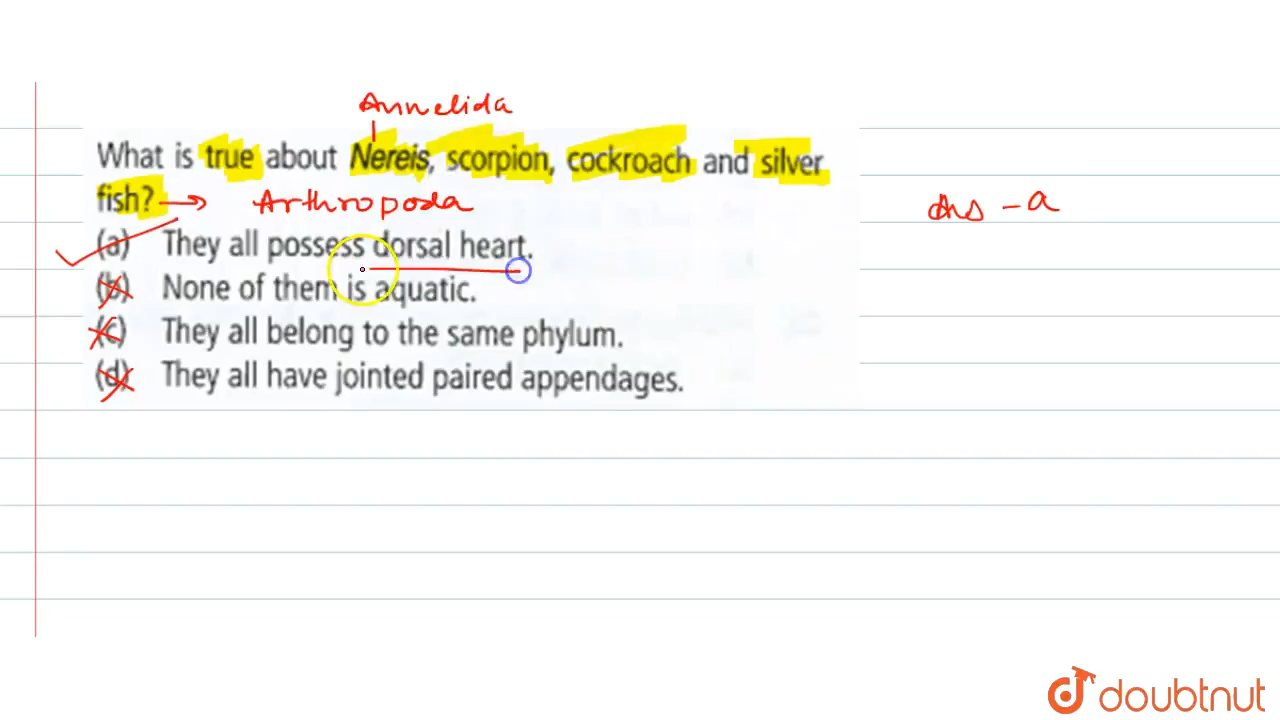 Annelida
What is true about Nereis, scorpion, cockroach and silver
fish? → Arthropoda
Ans - a
(a) They all possess dorsal heart.
(b) None of them is aquatic.
(c) They all belong to the same phylum.
(d) They all have jointed paired appendages.
doubtnut